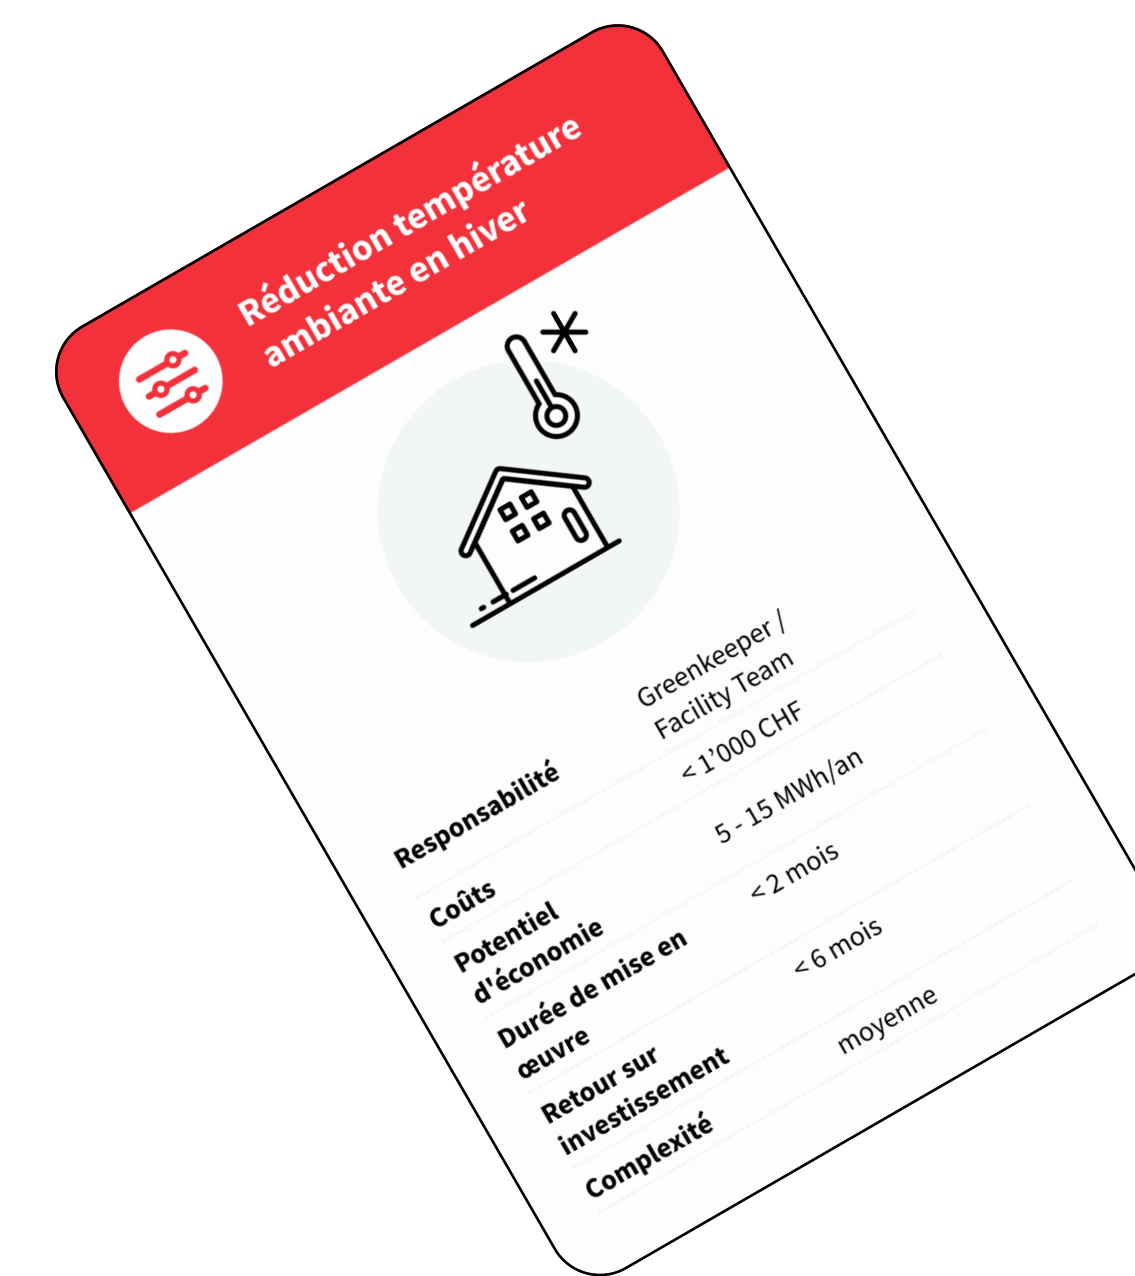 Réduction température
ambiante en hiver
Responsabilité
Greenkeeper /
Facility Team
Coûts
< 1’000 CHF
Potentiel
d'économie
5 - 15 MWh/an
Durée de mise en
œuvre
< 2 mois
Retour sur
investissement
< 6 mois
Complexité
moyenne